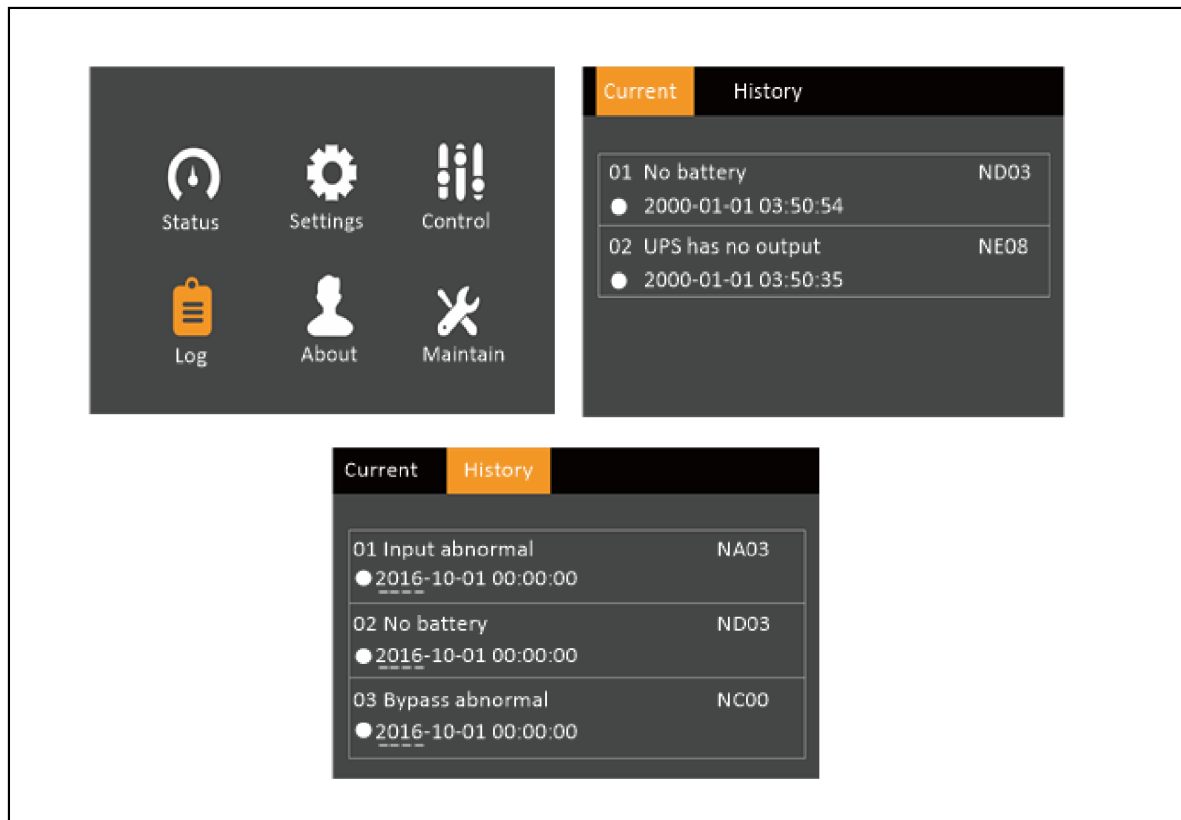 Status Settings Control
Log About Maintain
Current History
01 No battery ND03
2000-01-01 03:50:54
02 UPS has no output NE08
2000-01-01 03:50:35
Current History
01 Input abnormal NA03
2016-10-01 00:00:00
02 No battery ND03
2016-10-01 00:00:00
03 Bypass abnormal NC00
2016-10-01 00:00:00